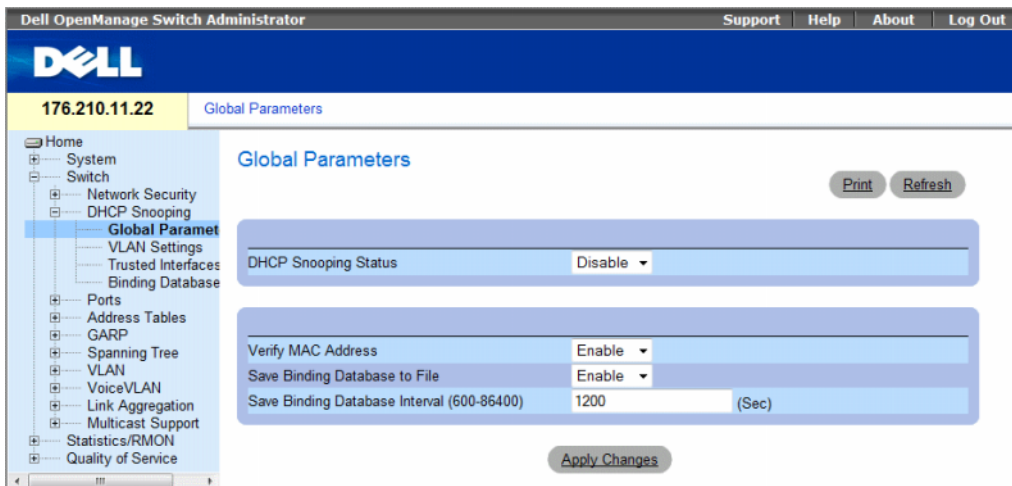 Dell OpenManage Switch Administrator
Support
Help
About
Log Out
DELL
176.210.11.22
Global Parameters
Home
System
Switch
Network Security
DHCP Snooping
Global Paramet
VLAN Settings
Trusted Interfaces
Binding Database
Ports
Address Tables
GARP
Spanning Tree
VLAN
VoiceVLAN
Link Aggregation
Multicast Support
Statistics/RMON
Quality of Service
Global Parameters
Print
Refresh
DHCP Snooping Status Disable
Verify MAC Address Enable
Save Binding Database to File Enable
Save Binding Database Interval (600-86400) 1200 (Sec)
Apply Changes